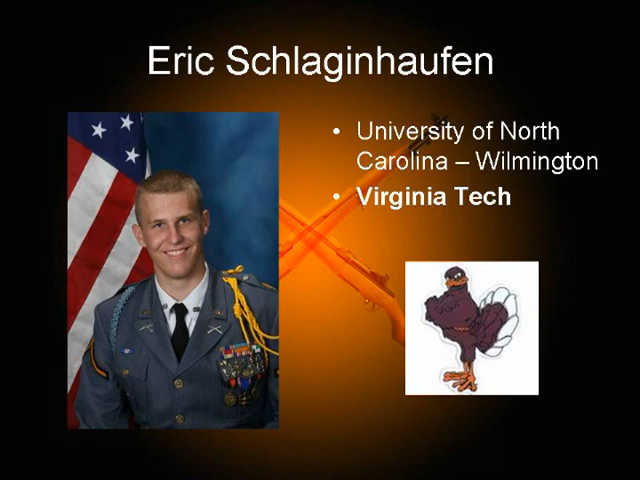 Eric Schlaginhaufen
• University of North
Carolina – Wilmington
• Virginia Tech